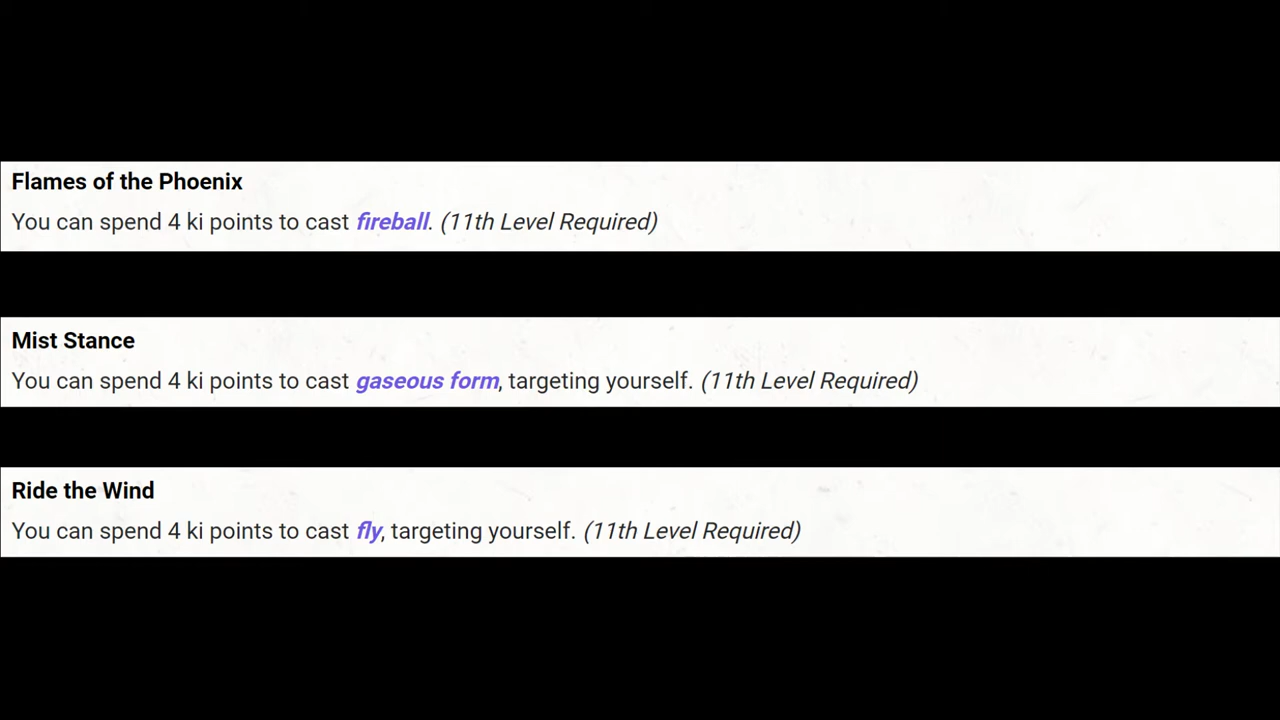 Flames of the Phoenix
You can spend 4 ki points to cast fireball. (11th Level Required)
Mist Stance
You can spend 4 ki points to cast gaseous form, targeting yourself. (11th Level Required)
Ride the Wind
You can spend 4 ki points to cast fly, targeting yourself. (11th Level Required)